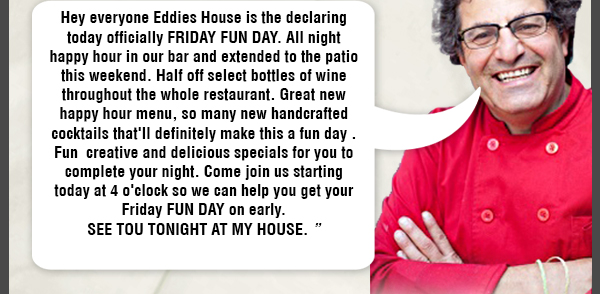 Hey everyone Eddies House is the declaring
today officially FRIDAY FUN DAY. All night
happy hour in our bar and extended to the patio
this weekend. Half off select bottles of wine
throughout the whole restaurant. Great new
happy hour menu, so many new handcrafted
cocktails that'll definitely make this a fun day .
Fun  creative and delicious specials for you to
complete your night. Come join us starting
today at 4 o'clock so we can help you get your
Friday FUN DAY on early.
SEE TOU TONIGHT AT MY HOUSE.  ”